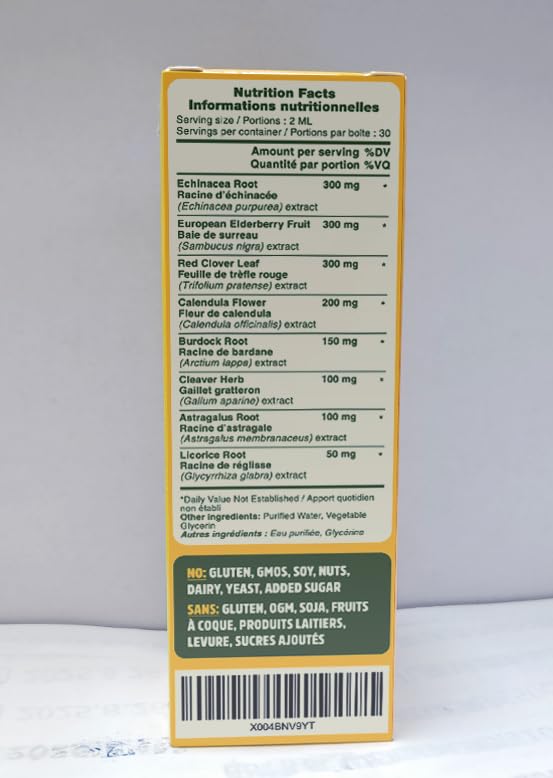 Nutrition Facts
Informations nutritionnelles
Serving size / Portions : 2 ML
Servings per container / Portions par boîte : 30
Amount per serving %DV
Quantité par portion %VQ
Echinacea Root 300 mg *
Racine d'échinacée
(Echinacea purpurea) extract
European Elderberry Fruit 300 mg *
Baie de sureau
(Sambucus nigra) extract
Red Clover Leaf 300 mg *
Feuille de trèfle rouge
(Trifolium pratense) extract
Calendula Flower 200 mg *
Fleur de calendula
(Calendula officinalis) extract
Burdock Root 150 mg *
Racine de bardane
(Arctium lappa) extract
Cleaver Herb 100 mg *
Gaillet gratteron
(Galium aparine) extract
Astragalus Root 100 mg *
Racine d'astragale
(Astragalus membranaceus) extract
Licorice Root 50 mg *
Racine de réglisse
(Glycyrrhiza glabra) extract
*Daily Value Not Established / Apport quotidien
non établi
Other ingredients: Purified Water, Vegetable
Glycerin
Autres ingrédients : Eau purifiée, Glycérine
NO: GLUTEN, GMOS, SOY, NUTS,
DAIRY, YEAST, ADDED SUGAR
SANS: GLUTEN, OGM, SOJA, FRUITS
À COQUE, PRODUITS LAITIERS,
LEVURE, SUCRES AJOUTÉS
X004BNV9YT